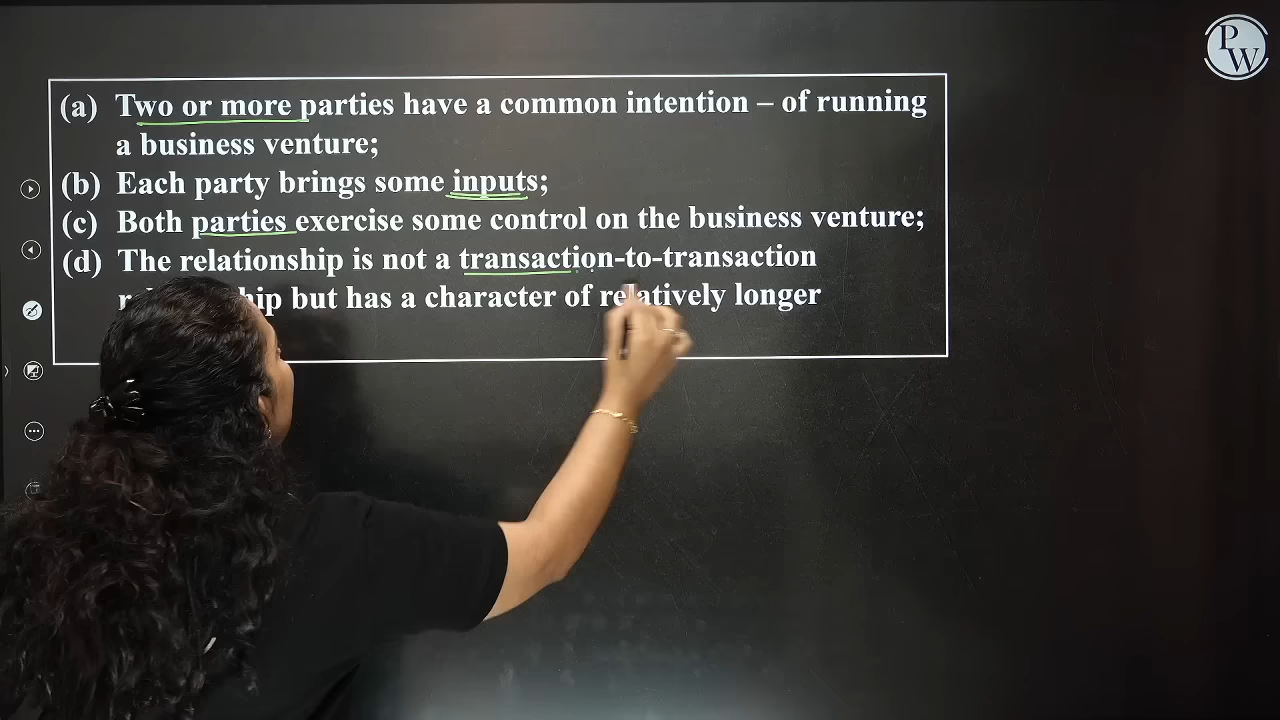 (a) Two or more parties have a common intention – of running
a business venture;
(b) Each party brings some inputs;
(c) Both parties exercise some control on the business venture;
(d) The relationship is not a transaction-to-transaction
but has a character of relatively longer
PW